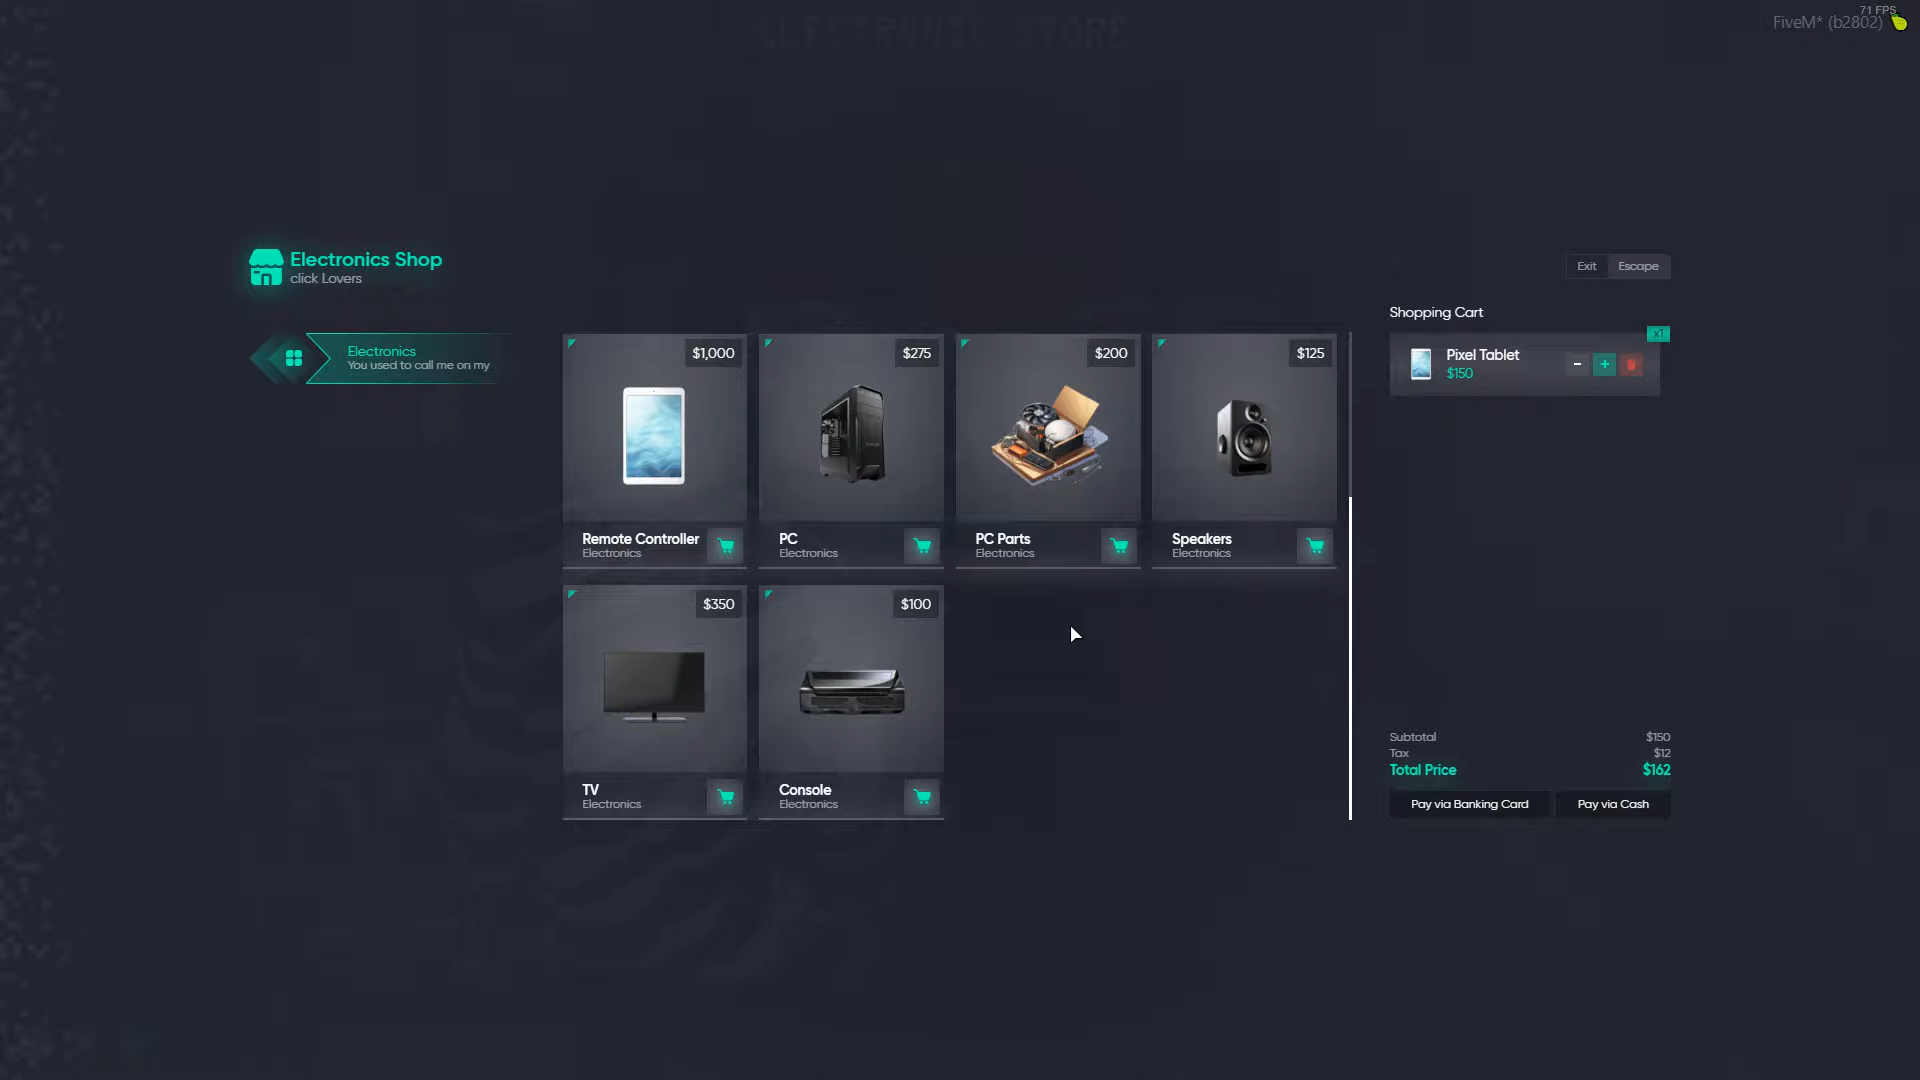 ELECTRONIC STORE
71 FPS
FiveM* (b2802)
Electronics Shop
click Lovers
Exit
Escape
Electronics
You used to call me on my
$1,000
Remote Controller
Electronics
$275
PC
Electronics
$200
PC Parts
Electronics
$125
Speakers
Electronics
$350
TV
Electronics
$100
Console
Electronics
Shopping Cart
x1
Pixel Tablet
$150
- +
Subtotal $150
Tax $12
Total Price $162
Pay via Banking Card
Pay via Cash